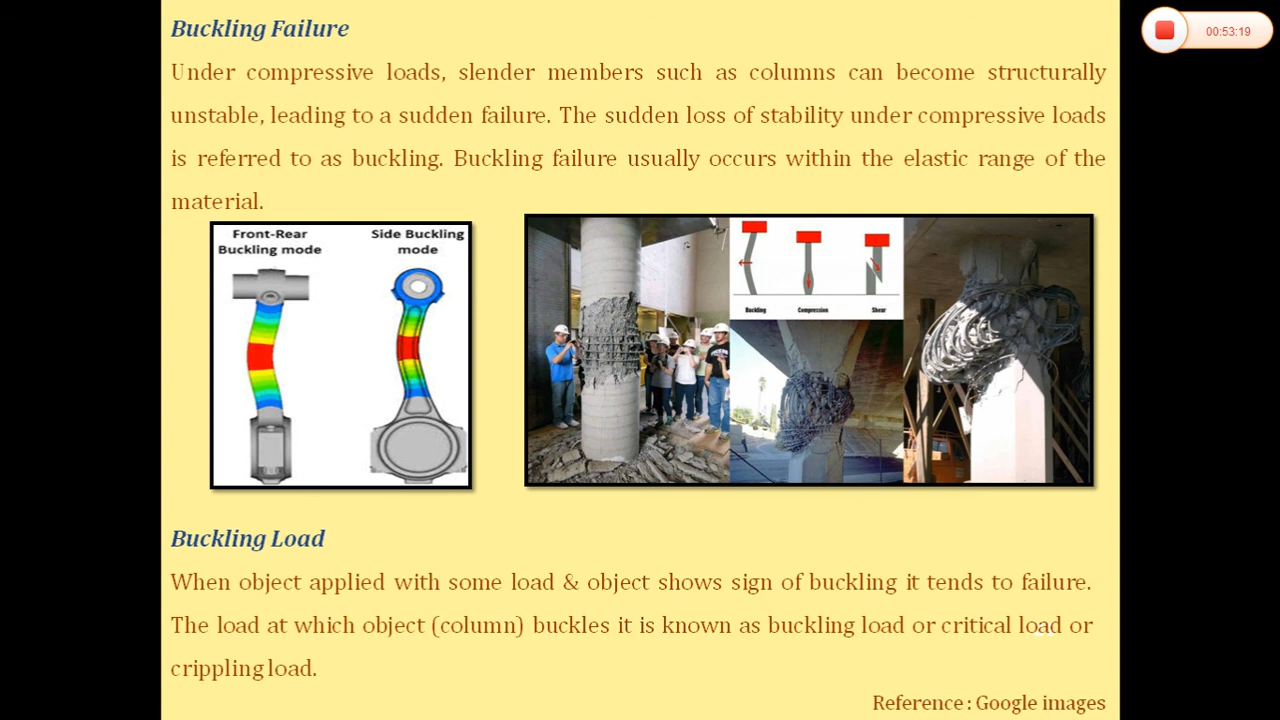 Buckling Failure
00:53:19
Under compressive loads, slender members such as columns can become structurally
unstable, leading to a sudden failure. The sudden loss of stability under compressive loads
is referred to as buckling. Buckling failure usually occurs within the elastic range of the
material.
Front-Rear
Buckling mode
Side Buckling
mode
Buckling
Compression
Shear
Buckling Load
When object applied with some load & object shows sign of buckling it tends to failure.
The load at which object (column) buckles it is known as buckling load or critical load or
crippling load.
Reference : Google images